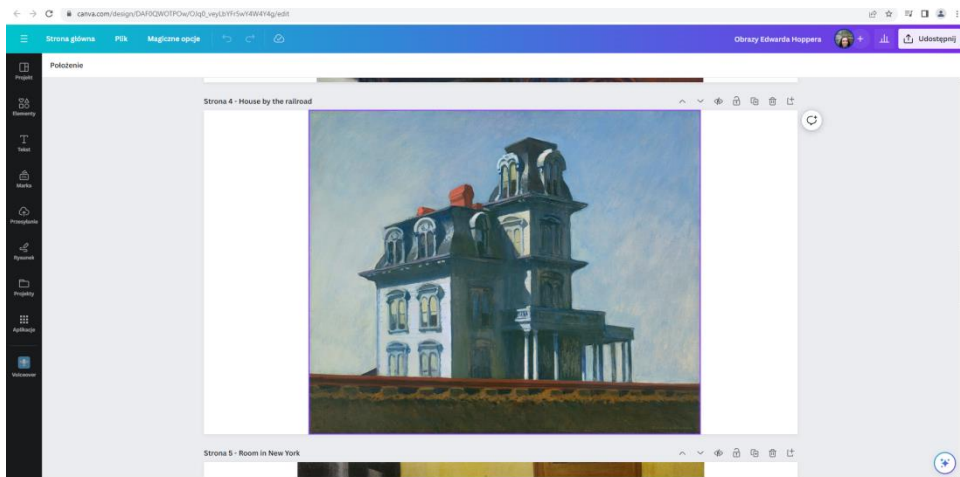 canva.com/design/DAF0QWOTPOw/OJq0_veyLbYFr5wY4W4Y4g/edit
Strona główna Plik Magiczne opcje Obrazy Edwarda Hoppera Udostępnij
Położenie
Projekt
Elementy
Tekst
Marka
Przesyłanie
Rysunek
Projekty
Aplikacje
Voiceover
Strona 4 - House by the railroad
Strona 5 - Room in New York